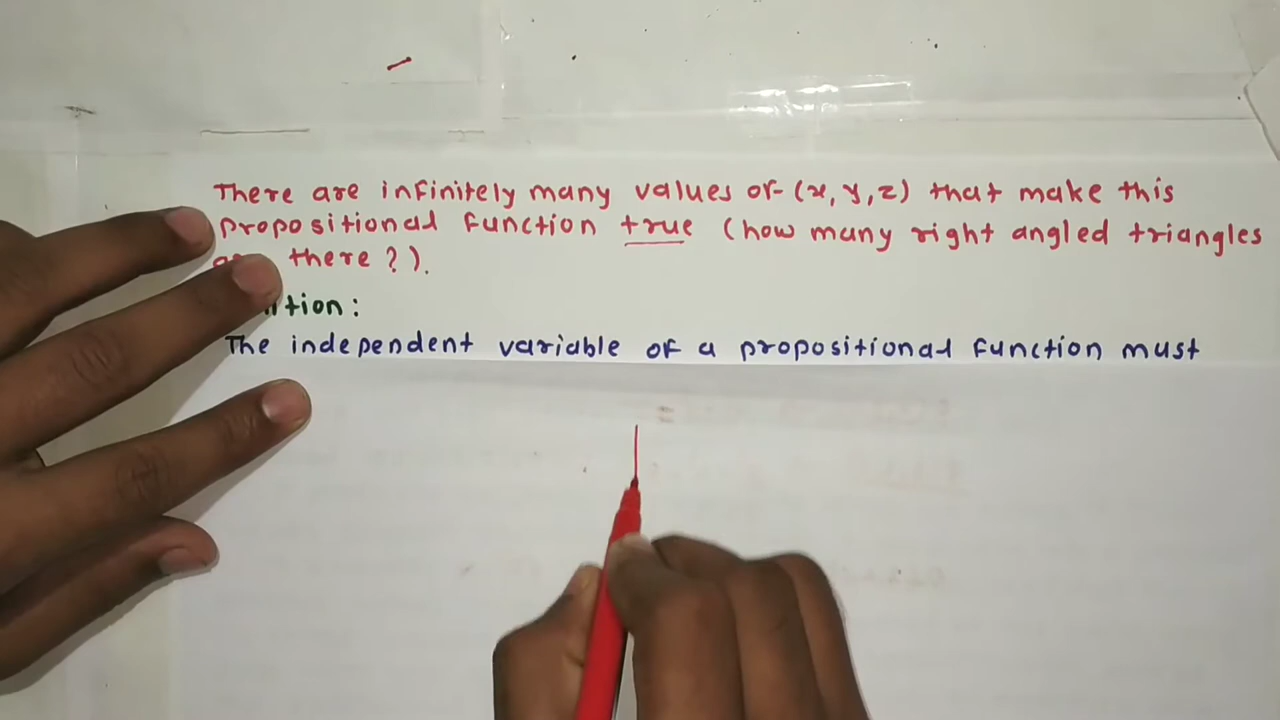 There are infinitely many values of (x, y, z) that make this
propositional function true (how many right angled triangles
there ?).
The independent variable of a propositional function must
=